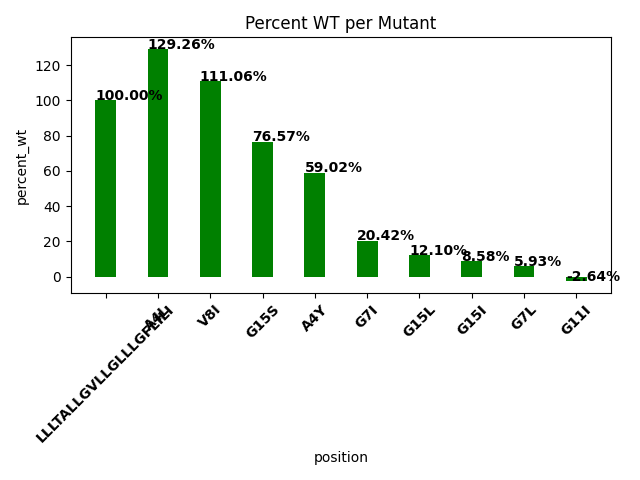 Percent WT per Mutant
129.26%
111.06%
100.00%
76.57%
59.02%
20.42%
12.10%
8.58%
5.93%
-2.64%
percent_wt
120
100
80
60
40
20
0
A4L
V8I
G15S
A4Y
G7I
G15L
G15I
G7L
G11I
position